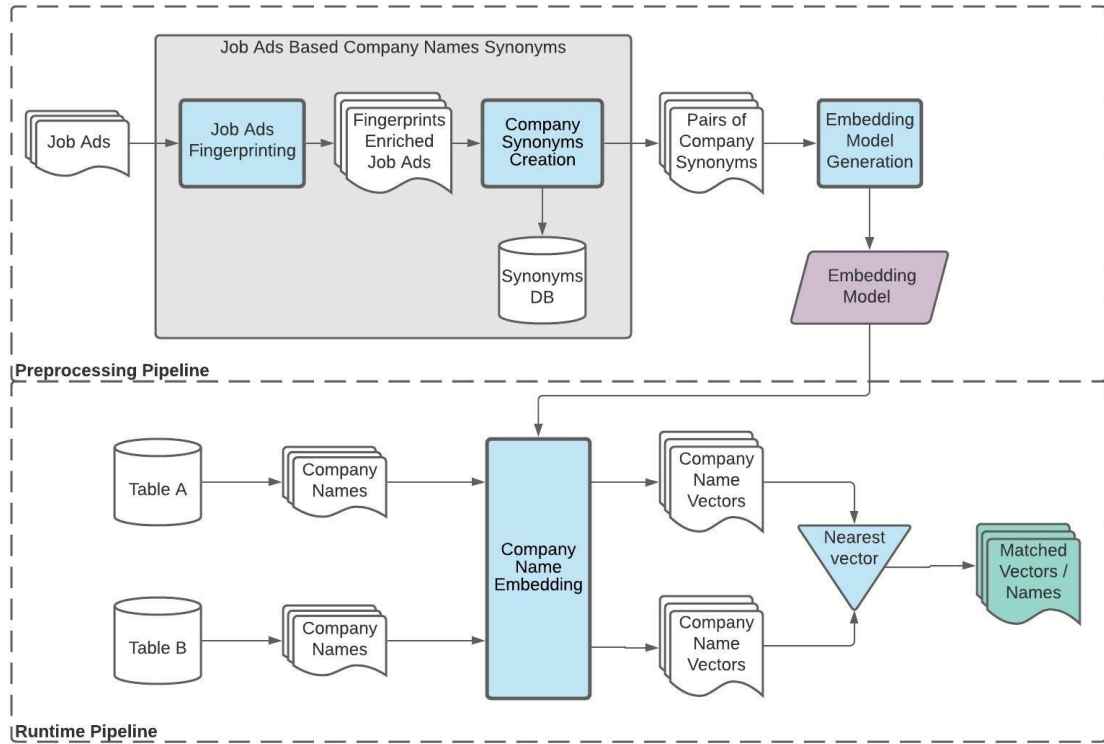 Job Ads Based Company Names Synonyms
Job Ads
Job Ads
Fingerprinting
Fingerprints
Enriched
Job Ads
Company
Synonyms
Creation
Pairs of
Company
Synonyms
Embedding
Model
Generation
Synonyms
DB
Embedding
Model
Preprocessing Pipeline
Table A
Company
Names
Company
Name
Vectors
Company
Name
Embedding
Nearest
vector
Matched
Vectors /
Names
Table B
Company
Names
Company
Name
Vectors
Runtime Pipeline